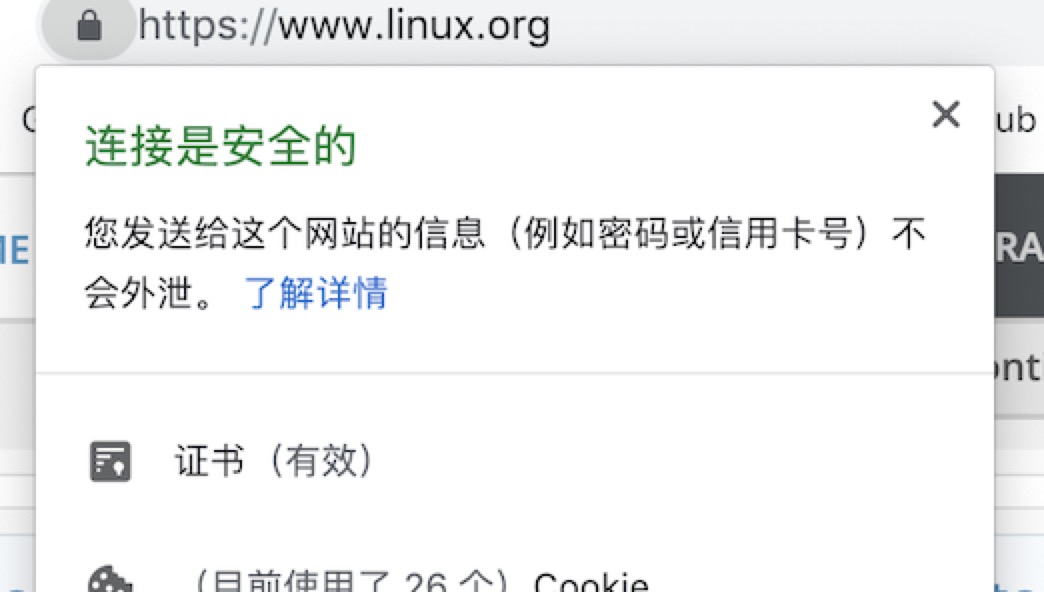 https://www.linux.org
ub
连接是安全的
您发送给这个网站的信息（例如密码或信用卡号）不
ME
RA
会外泄。 了解详情
ont
证书（有效）
（目前使用了 26 个）Cookie